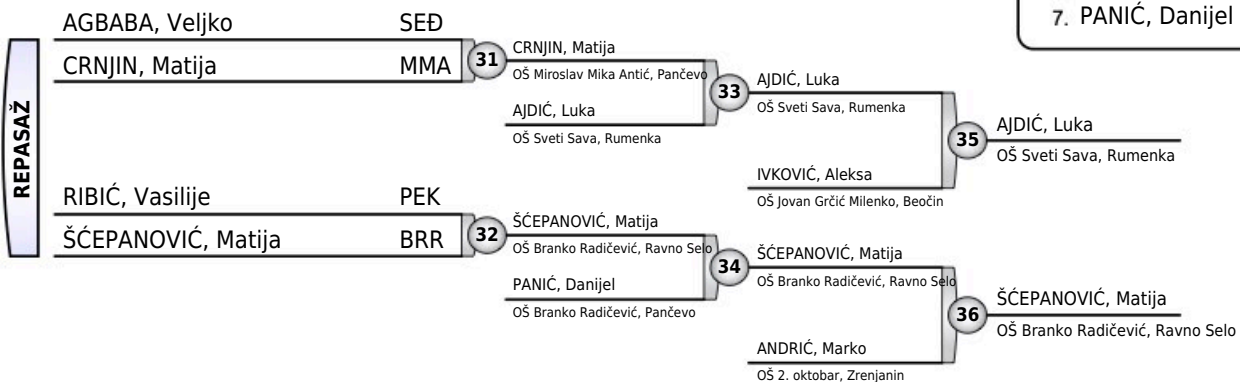 7. PANIĆ, Danijel
REPASAŽ
AGBABA, Veljko SEĐ
CRNJIN, Matija MMA
31
CRNJIN, Matija
OŠ Miroslav Mika Antić, Pančevo
AJDIĆ, Luka
OŠ Sveti Sava, Rumenka
33
AJDIĆ, Luka
OŠ Sveti Sava, Rumenka
IVKOVIĆ, Aleksa
OŠ Jovan Grčić Milenko, Beočin
35
AJDIĆ, Luka
OŠ Sveti Sava, Rumenka
RIBIĆ, Vasilije PEK
ŠĆEPANOVIĆ, Matija BRR
32
ŠĆEPANOVIĆ, Matija
OŠ Branko Radičević, Ravno Selo
PANIĆ, Danijel
OŠ Branko Radičević, Pančevo
34
ŠĆEPANOVIĆ, Matija
OŠ Branko Radičević, Ravno Selo
ANDRIĆ, Marko
OŠ 2. oktobar, Zrenjanin
36
ŠĆEPANOVIĆ, Matija
OŠ Branko Radičević, Ravno Selo